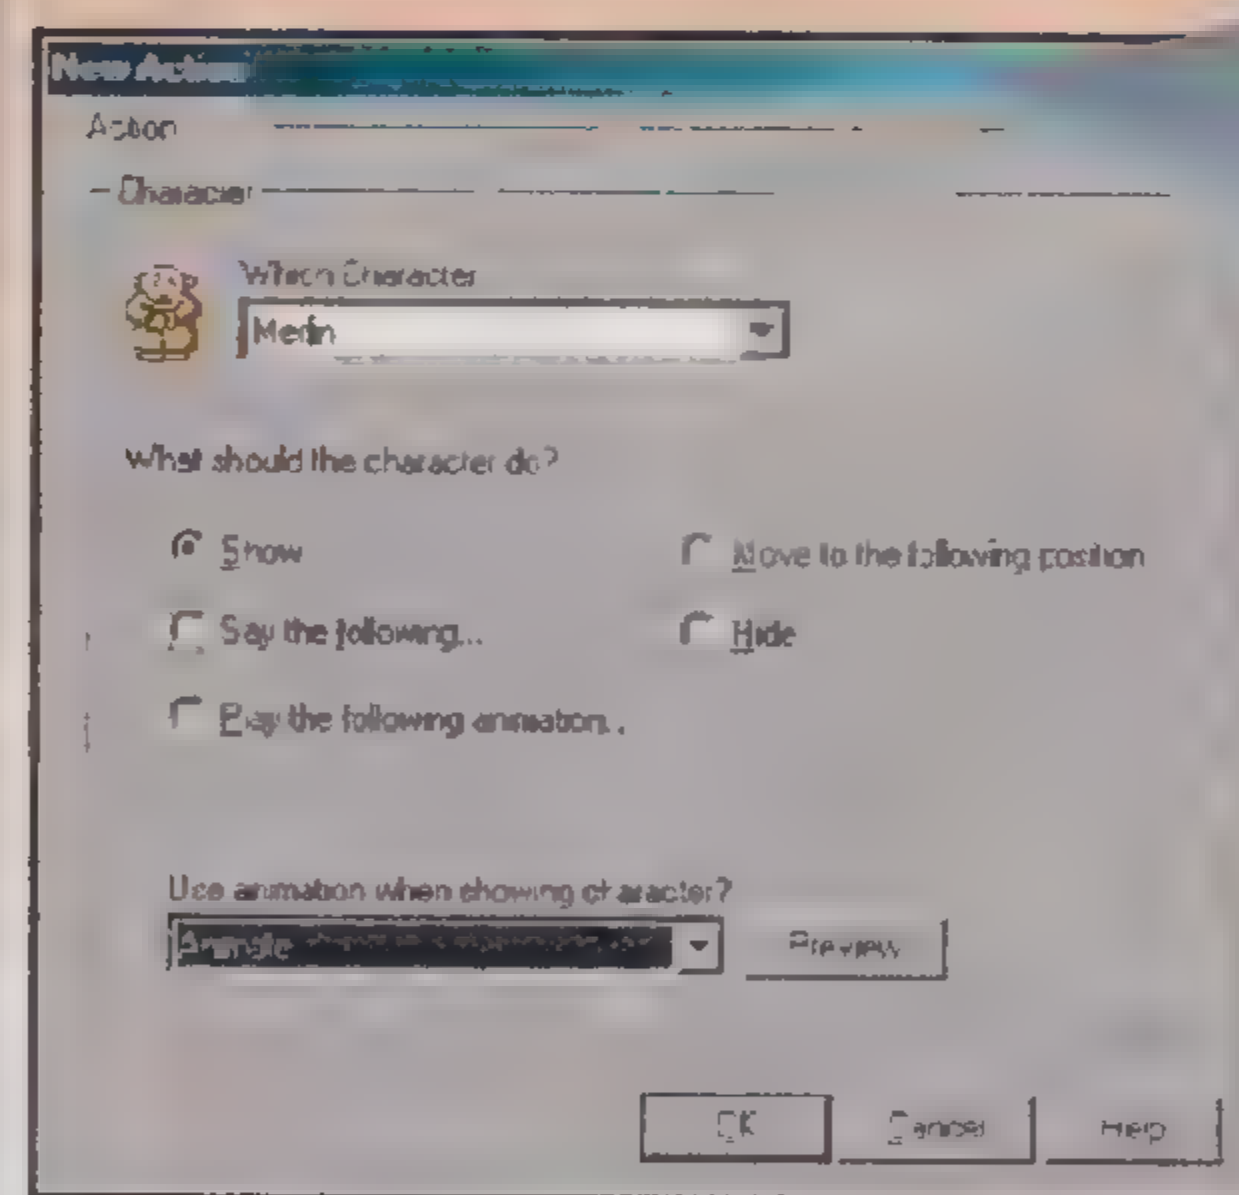 New Action
Action
Character
Which Character
Merlin
What should the character do?
Show
Move to the following position
Say the following...
Hide
Play the following animation...
Use animation when showing character?
Animate
Preview
OK
Cancel
Help